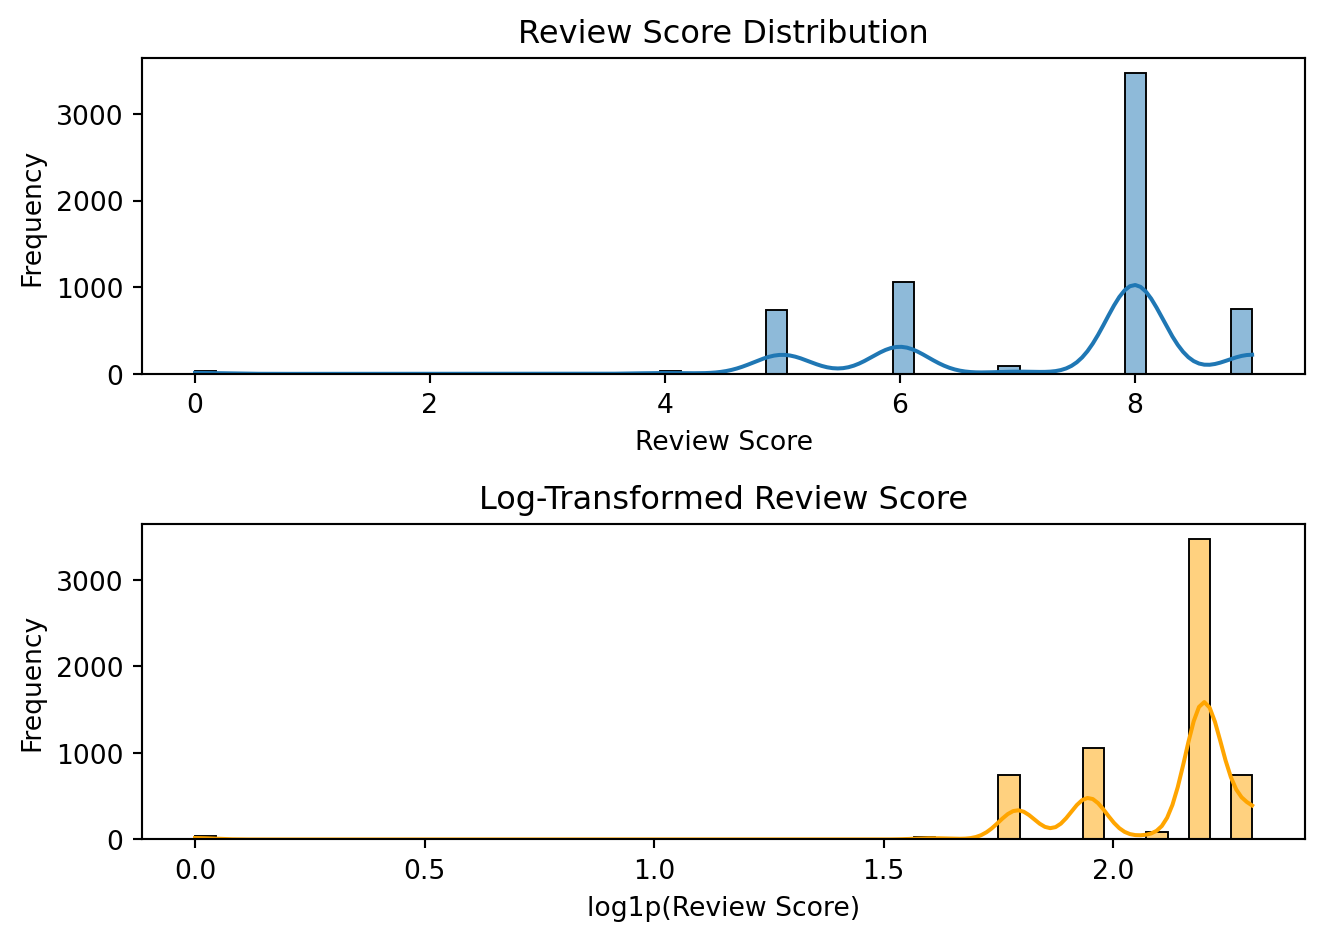 Review Score Distribution
Frequency
3000
2000
1000
0
0 2 4 6 8
Review Score
Log-Transformed Review Score
Frequency
3000
2000
1000
0
0.0 0.5 1.0 1.5 2.0
log1p(Review Score)